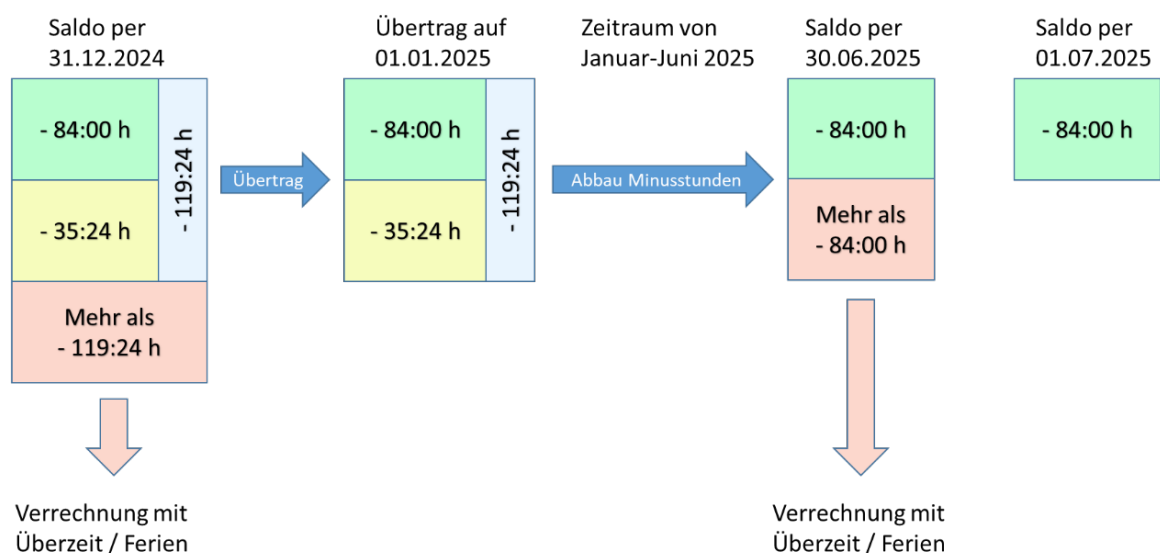 Saldo per
31.12.2024
Übertrag auf
01.01.2025
Zeitraum von
Januar-Juni 2025
Saldo per
30.06.2025
Saldo per
01.07.2025
- 84:00 h
- 35:24 h
- 119:24 h
Mehr als
- 119:24 h
Übertrag
- 84:00 h
- 35:24 h
- 119:24 h
Abbau Minusstunden
- 84:00 h
Mehr als
- 84:00 h
- 84:00 h
Verrechnung mit
Überzeit / Ferien
Verrechnung mit
Überzeit / Ferien